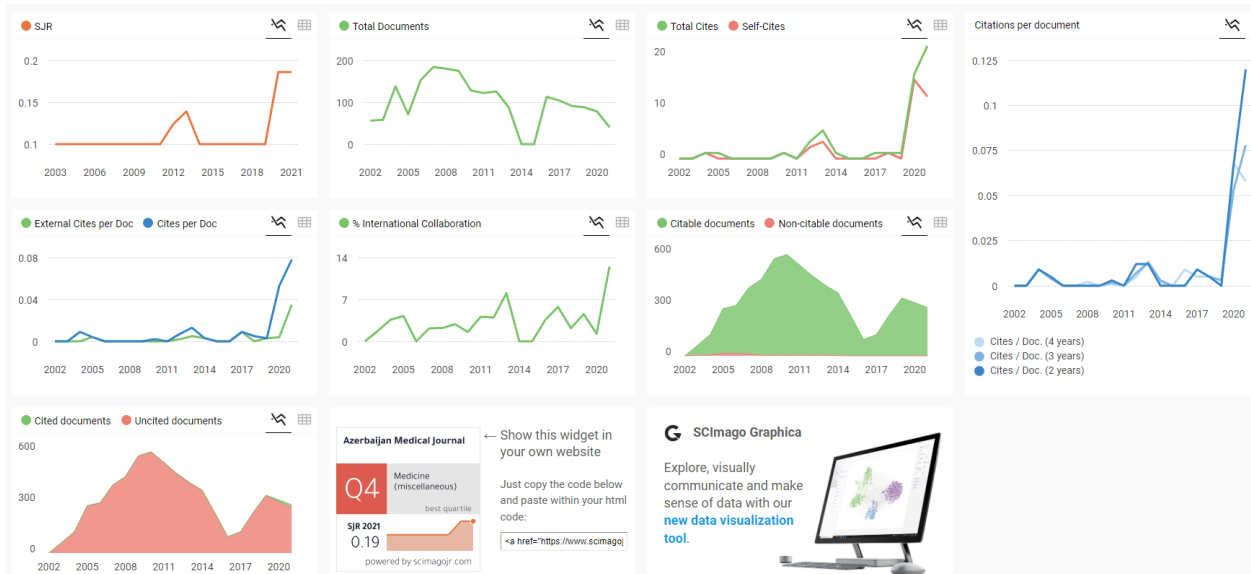 SJR
0.2
0.15
0.1
2003 2006 2009 2012 2015 2018 2021
Total Documents
200
100
0
2002 2005 2008 2011 2014 2017 2020
Total Cites Self-Cites
20
10
0
2002 2005 2008 2011 2014 2017 2020
Citations per document
0.125
0.1
0.075
0.05
0.025
0
2002 2005 2008 2011 2014 2017 2020
Cites / Doc. (4 years)
Cites / Doc. (3 years)
Cites / Doc. (2 years)
External Cites per Doc Cites per Doc
0.08
0.04
0
2002 2005 2008 2011 2014 2017 2020
% International Collaboration
14
7
0
2002 2005 2008 2011 2014 2017 2020
Citable documents Non-citable documents
600
300
0
2002 2005 2008 2011 2014 2017 2020
Cited documents Uncited documents
600
300
0
2002 2005 2008 2011 2014 2017 2020
Azerbaijan Medical Journal
Q4
Medicine
(miscellaneous)
best quartile
SJR 2021
0.19
powered by scimagojr.com
← Show this widget in
your own website
Just copy the code below
and paste within your html
code:
<a href="https://www.scimagoj
SCImago Graphica
Explore, visually
communicate and make
sense of data with our
new data visualization
tool.